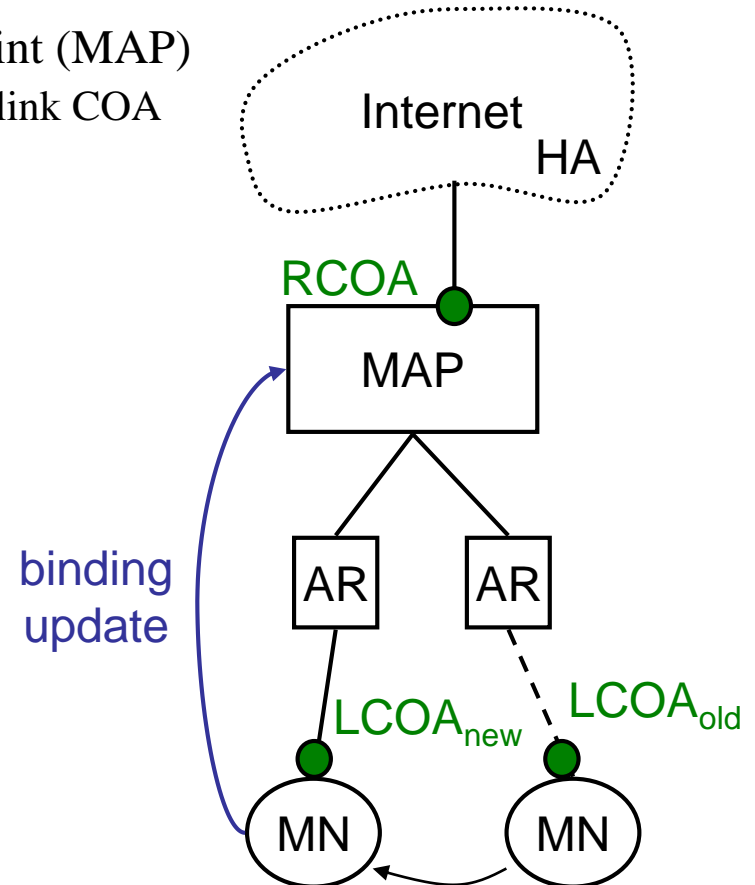 int (MAP)
link COA
Internet
HA
RCOA
MAP
binding
update
AR
AR
LCOAnew
LCOAold
MN
MN